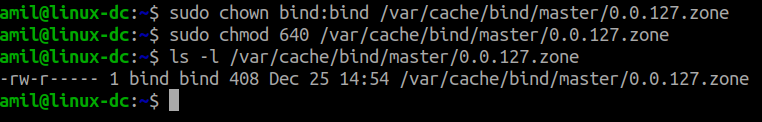 amil@linux-dc:~$ sudo chown bind:bind /var/cache/bind/master/0.0.127.zone
amil@linux-dc:~$ sudo chmod 640 /var/cache/bind/master/0.0.127.zone
amil@linux-dc:~$ ls -l /var/cache/bind/master/0.0.127.zone
-rw-r----- 1 bind bind 408 Dec 25 14:54 /var/cache/bind/master/0.0.127.zone
amil@linux-dc:~$